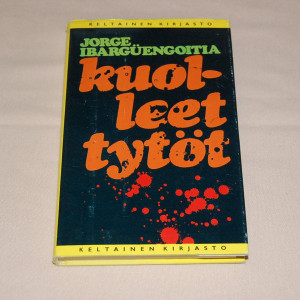 KELTAINEN KIRJASTO
JORGE
IBARGÜENGOITIA
kuol-
leet
tytöt
KELTAINEN KIRJASTO